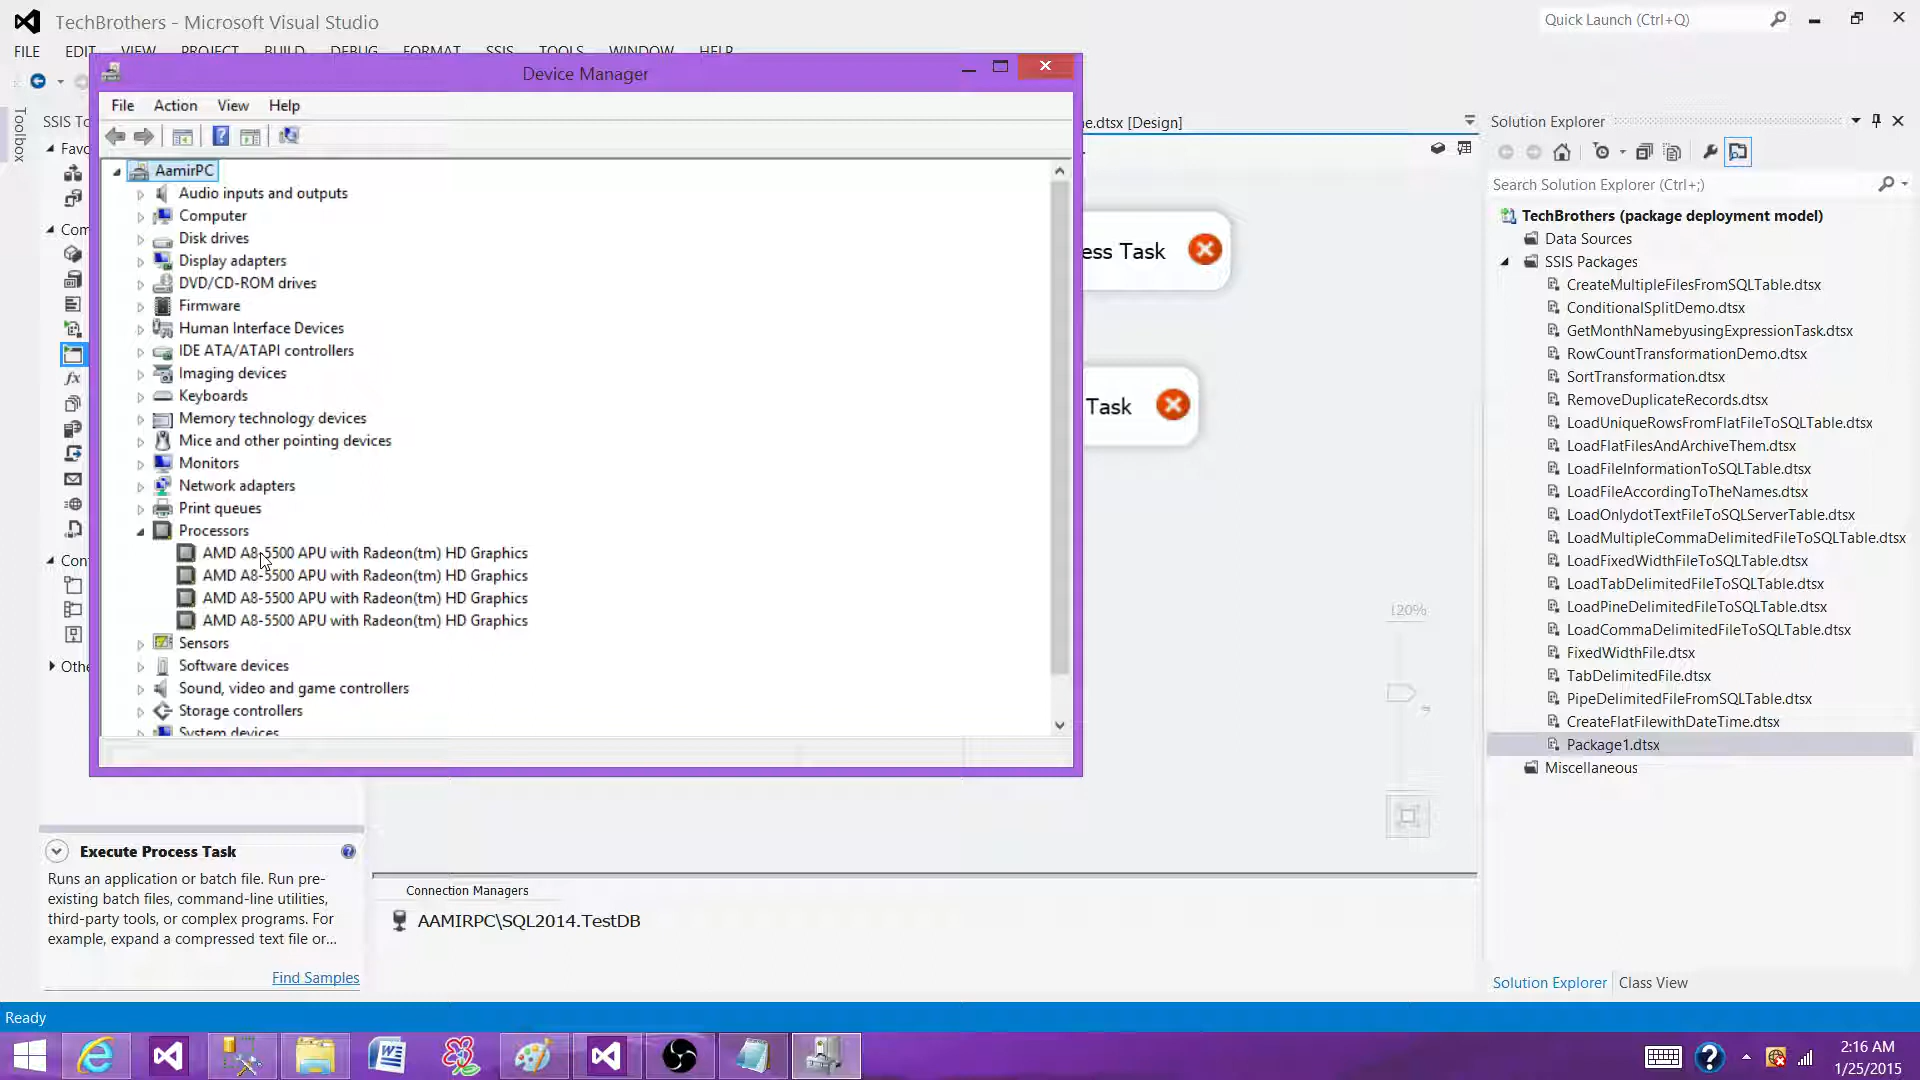 TechBrothers - Microsoft Visual Studio
Quick Launch (Ctrl+Q)
FILE EDIT VIEW PROJECT BUILD DEBUG FORMAT SSIS TOOLS WINDOW HELP
Device Manager
File Action View Help
Toolbox
SSIS To
Favo
Com
Con
Othe
AamirPC
Audio inputs and outputs
Computer
Disk drives
Display adapters
DVD/CD-ROM drives
Firmware
Human Interface Devices
IDE ATA/ATAPI controllers
Imaging devices
Keyboards
Memory technology devices
Mice and other pointing devices
Monitors
Network adapters
Print queues
Processors
AMD A8-5500 APU with Radeon(tm) HD Graphics
AMD A8-5500 APU with Radeon(tm) HD Graphics
AMD A8-5500 APU with Radeon(tm) HD Graphics
AMD A8-5500 APU with Radeon(tm) HD Graphics
Sensors
Software devices
Sound, video and game controllers
Storage controllers
System devices
e.dtsx [Design]
ess Task
Task
120%
Execute Process Task
Runs an application or batch file. Run pre-
existing batch files, command-line utilities,
third-party tools, or complex programs. For
example, expand a compressed text file or...
Find Samples
Connection Managers
AAMIRPC\SQL2014.TestDB
Solution Explorer
Search Solution Explorer (Ctrl+;)
TechBrothers (package deployment model)
Data Sources
SSIS Packages
CreateMultipleFilesFromSQLTable.dtsx
ConditionalSplitDemo.dtsx
GetMonthNamebyusingExpressionTask.dtsx
RowCountTransformationDemo.dtsx
SortTransformation.dtsx
RemoveDuplicateRecords.dtsx
LoadUniqueRowsFromFlatFileToSQLTable.dtsx
LoadFlatFilesAndArchiveThem.dtsx
LoadFileInformationToSQLTable.dtsx
LoadFileAccordingToTheNames.dtsx
LoadOnlydotTextFileToSQLServerTable.dtsx
LoadMultipleCommaDelimitedFileToSQLTable.dtsx
LoadFixedWidthFileToSQLTable.dtsx
LoadTabDelimitedFileToSQLTable.dtsx
LoadPineDelimitedFileToSQLTable.dtsx
LoadCommaDelimitedFileToSQLTable.dtsx
FixedWidthFile.dtsx
TabDelimitedFile.dtsx
PipeDelimitedFileFromSQLTable.dtsx
CreateFlatFilewithDateTime.dtsx
Package1.dtsx
Miscellaneous
Solution Explorer Class View
Ready
2:16 AM
1/25/2015